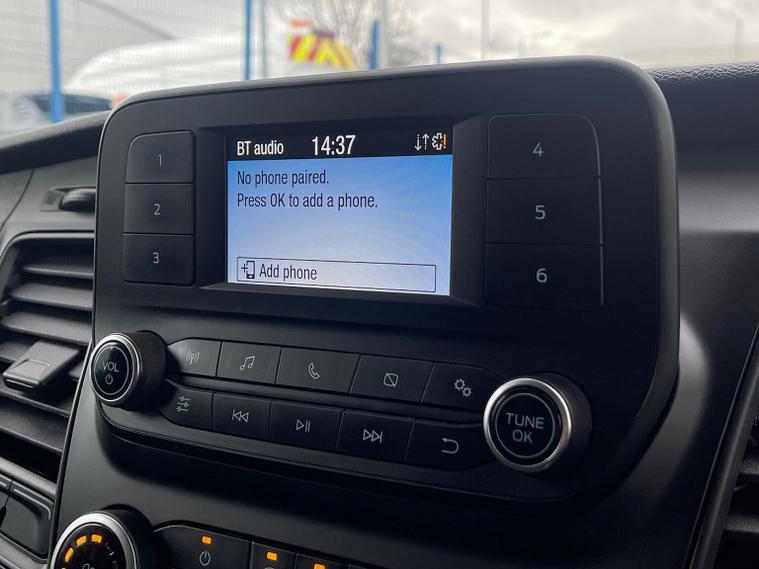 BT audio 14:37
No phone paired.
Press OK to add a phone.
Add phone
1
2
3
4
5
6
VOL
TUNE
OK